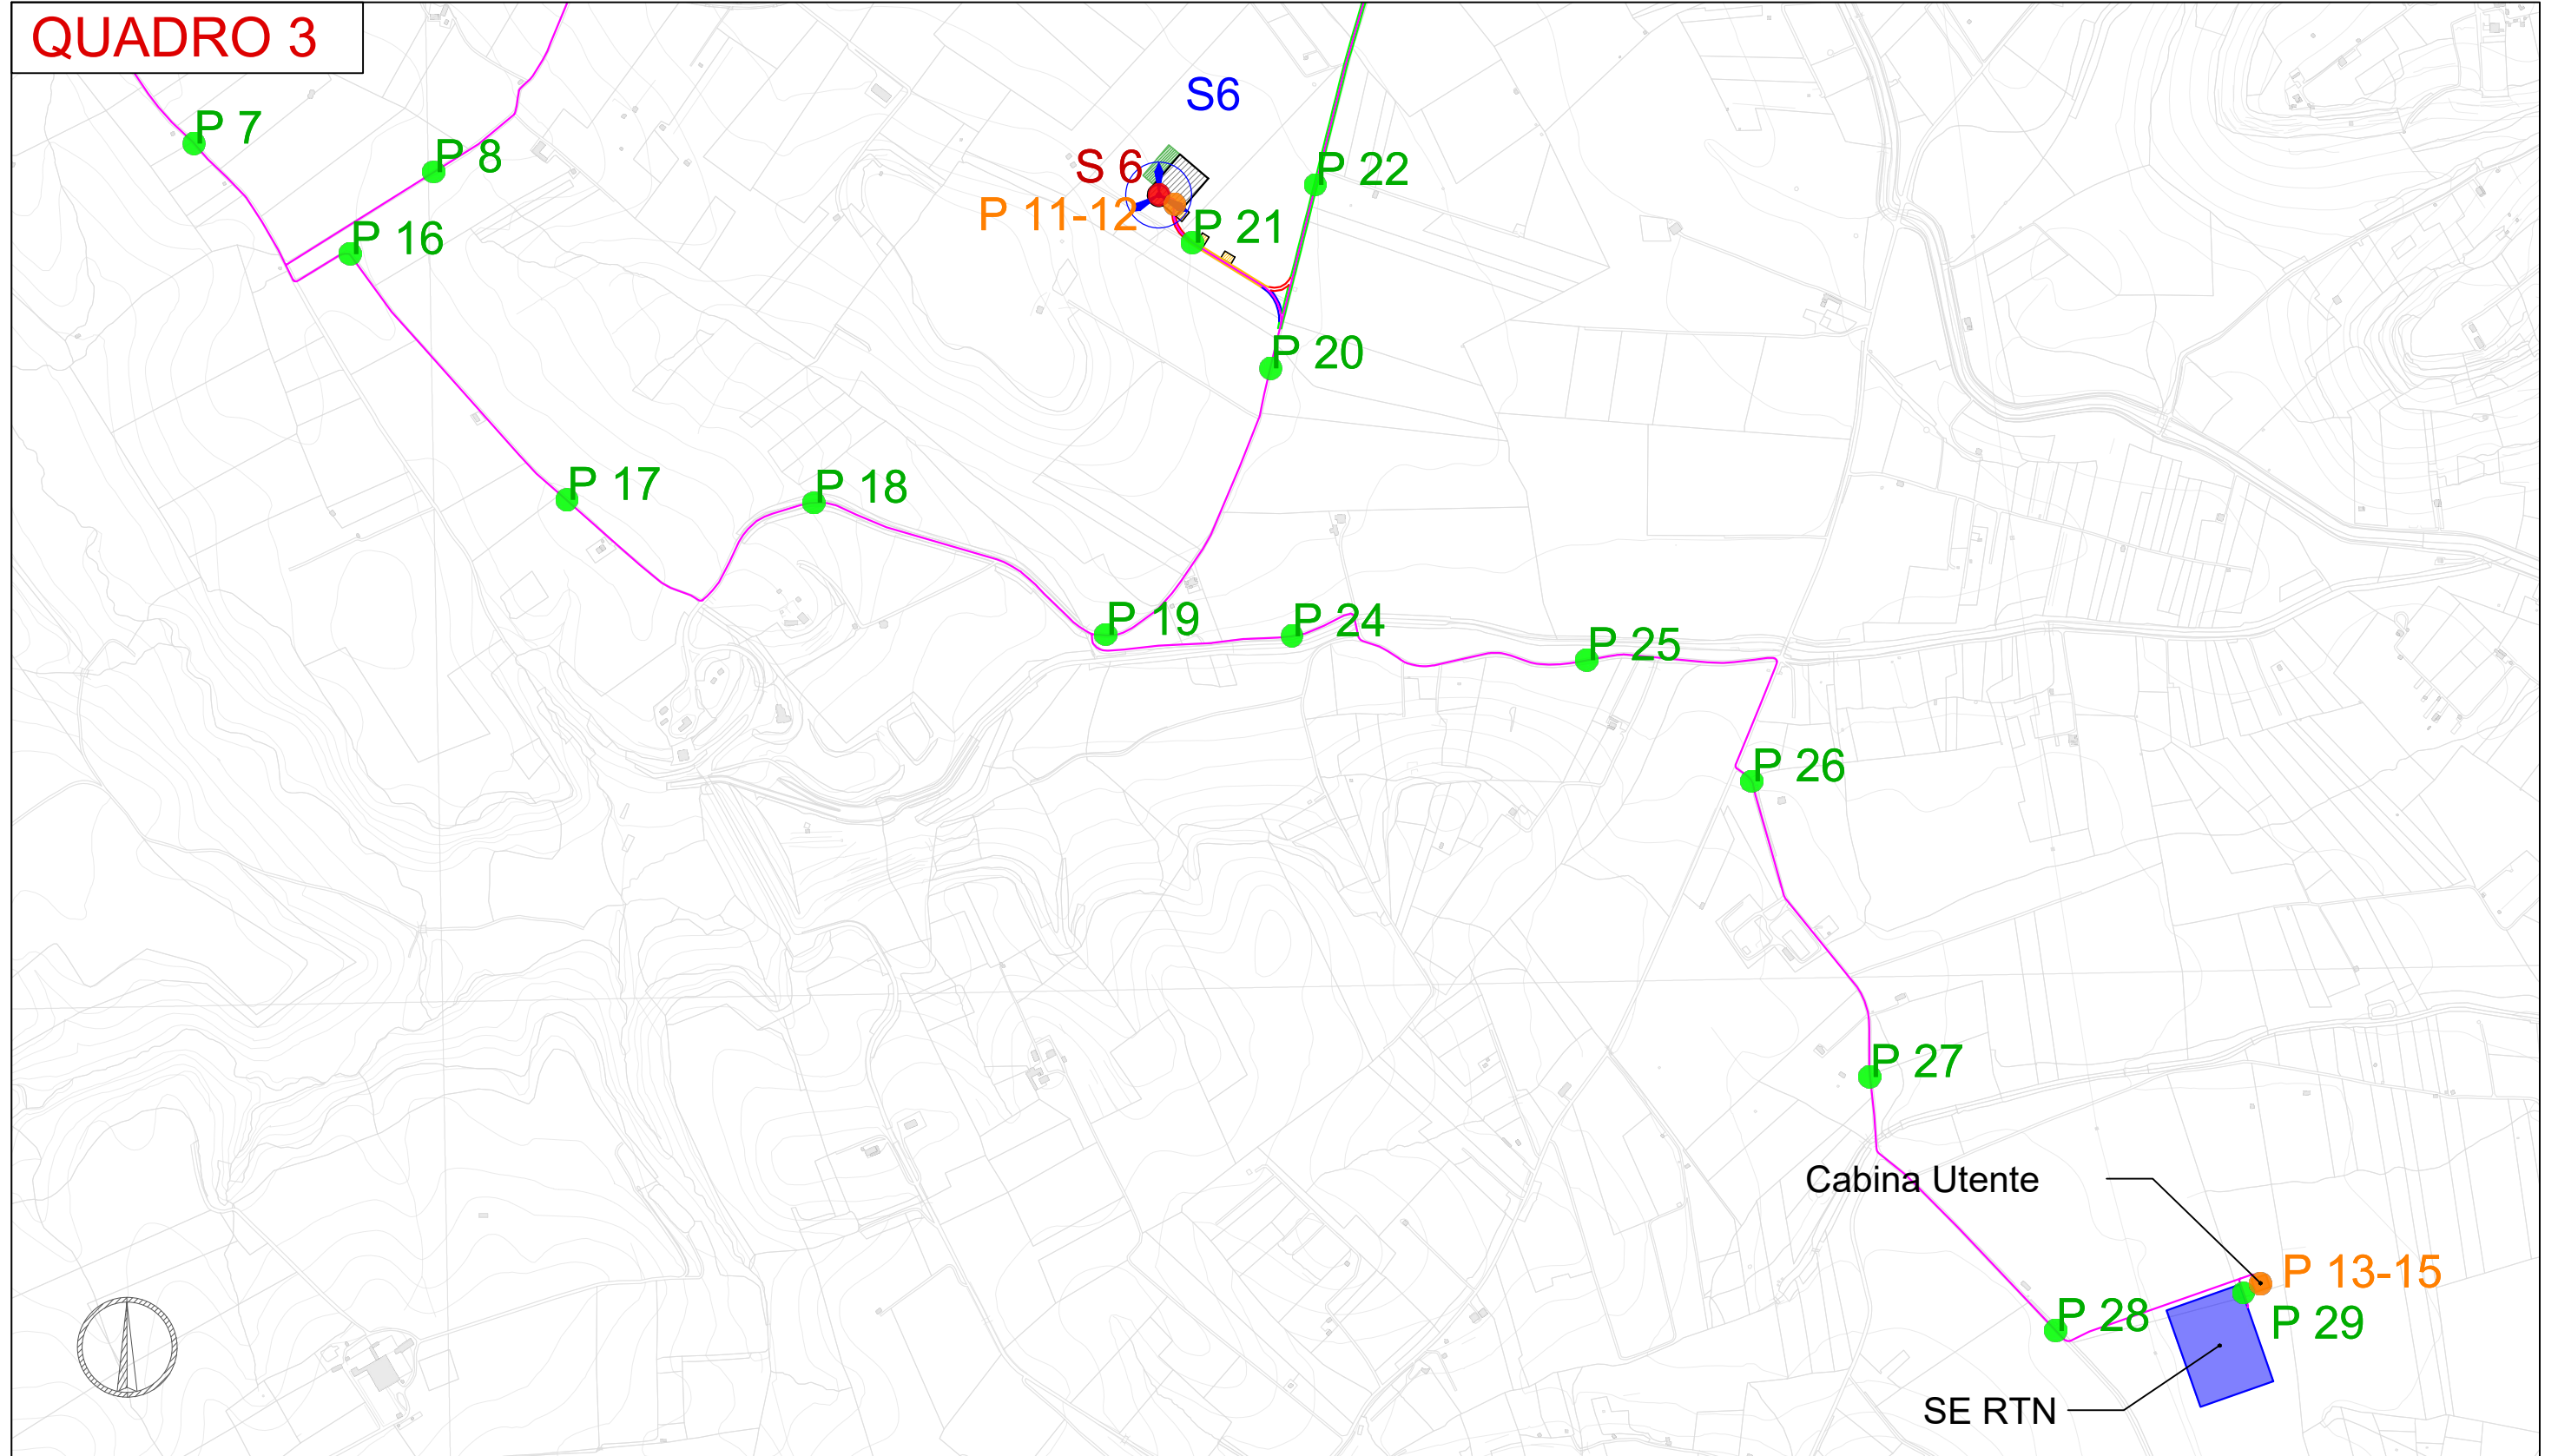 QUADRO 3
S6
P 7
P 8
S 6
P 22
P 11-12
P 21
P 16
P 20
P 17
P 18
P 19
P 24
P 25
P 26
P 27
Cabina Utente
P 13-15
P 28
P 29
SE RTN